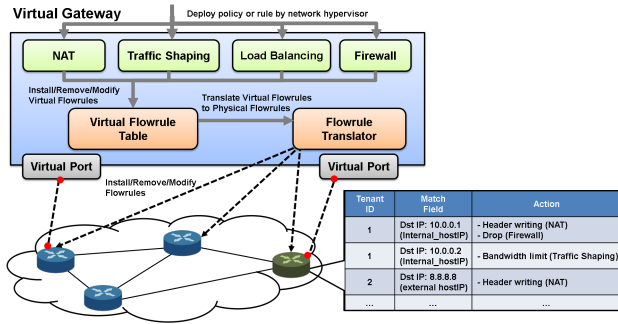 Virtual Gateway
Deploy policy or rule by network hypervisor
NAT
Traffic Shaping
Load Balancing
Firewall
Install/Remove/Modify
Virtual Flowrules
Translate Virtual Flowrules
to Physical Flowrules
Virtual Flowrule
Table
Flowrule
Translator
Virtual Port
Install/Remove/Modify
Flowrules
Virtual Port
Tenant
ID
Match
Field
Action
1
Dst IP: 10.0.0.1
(Internal_hostIP)
- Header writing (NAT)
- Drop (Firewall)
1
Dst IP: 10.0.0.2
(Internal_hostIP)
- Bandwidth limit (Traffic Shaping)
2
Dst IP: 8.8.8.8
(external hostIP)
- Header writing (NAT)
...
...
...